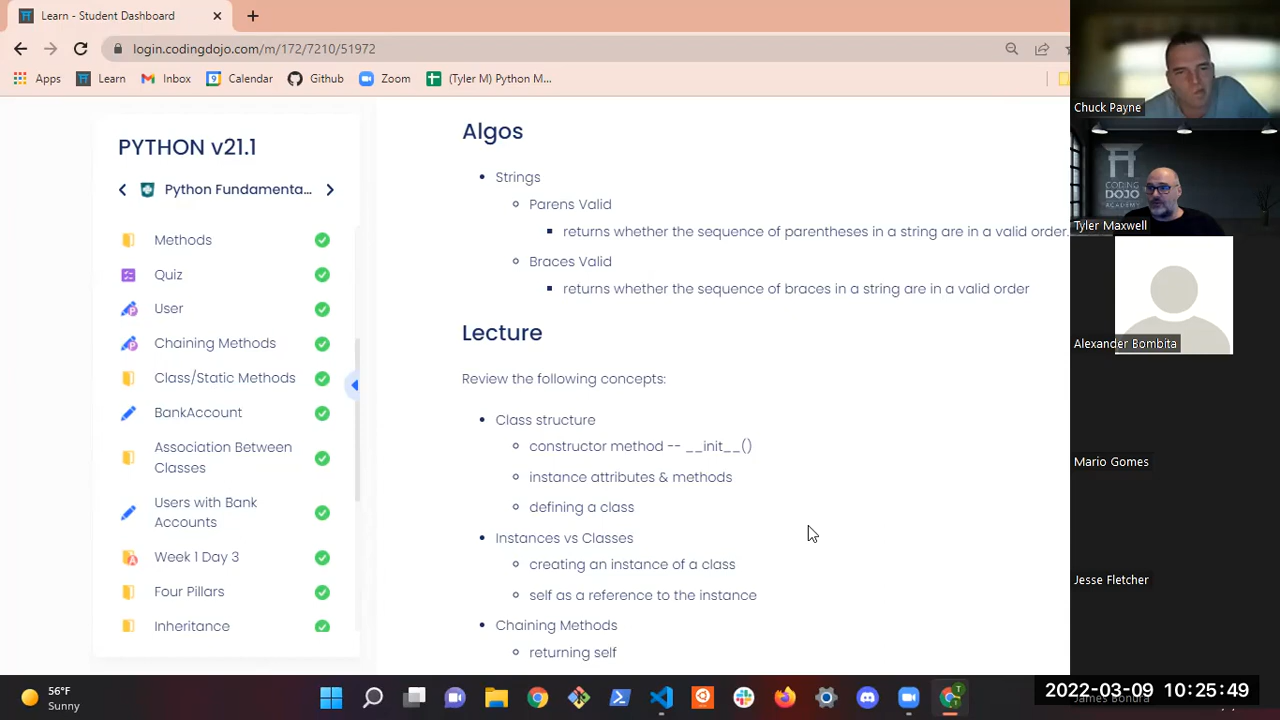 Learn - Student Dashboard
login.codingdojo.com/m/172/7210/51972
Apps
Learn
Inbox
Calendar
Github
Zoom
(Tyler M) Python M...
PYTHON v21.1
Python Fundamenta...
Methods
Quiz
User
Chaining Methods
Class/Static Methods
BankAccount
Association Between
Classes
Users with Bank
Accounts
Week 1 Day 3
Four Pillars
Inheritance
Algos
Strings
Parens Valid
returns whether the sequence of parentheses in a string are in a valid order.
Braces Valid
returns whether the sequence of braces in a string are in a valid order
Lecture
Review the following concepts:
Class structure
constructor method -- __init__()
instance attributes & methods
defining a class
Instances vs Classes
creating an instance of a class
self as a reference to the instance
Chaining Methods
returning self
Chuck Payne
CODING
DOJO
ACADEMY
Tyler Maxwell
Alexander Bombita
Mario Gomes
Jesse Fletcher
James Bonura
56°F
Sunny
2022-03-09 10:25:49